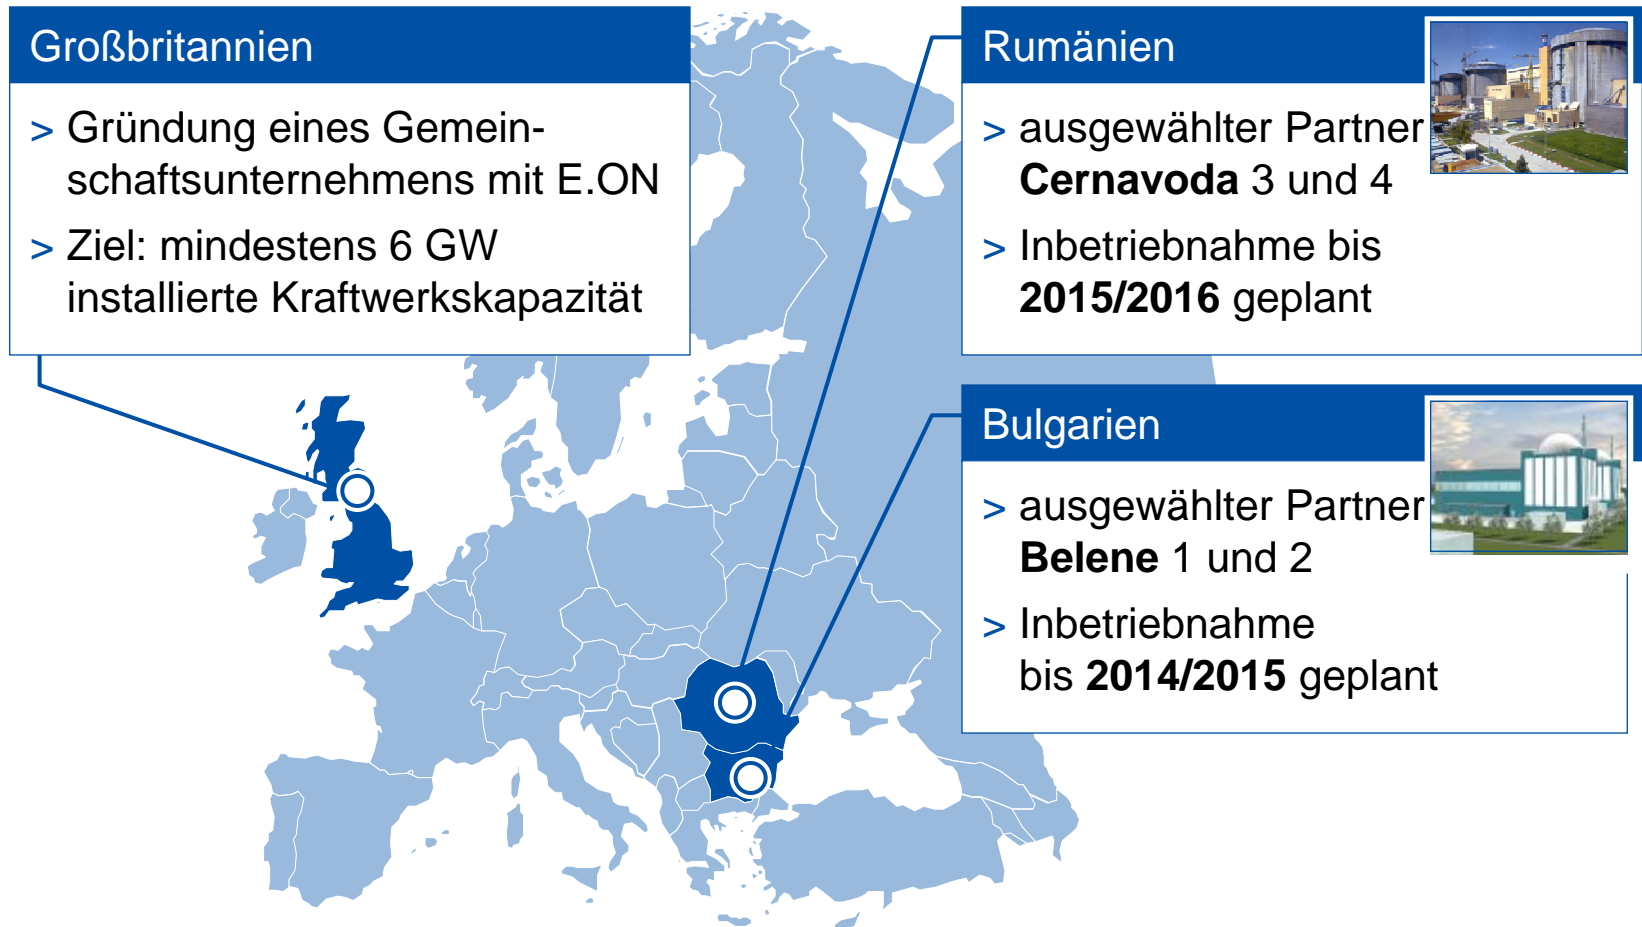 Großbritannien
> Gründung eines Gemein-
schaftsunternehmens mit E.ON
> Ziel: mindestens 6 GW
installierte Kraftwerkskapazität
Rumänien
> ausgewählter Partner
Cernavoda 3 und 4
> Inbetriebnahme bis
2015/2016 geplant
Bulgarien
> ausgewählter Partner
Belene 1 und 2
> Inbetriebnahme
bis 2014/2015 geplant